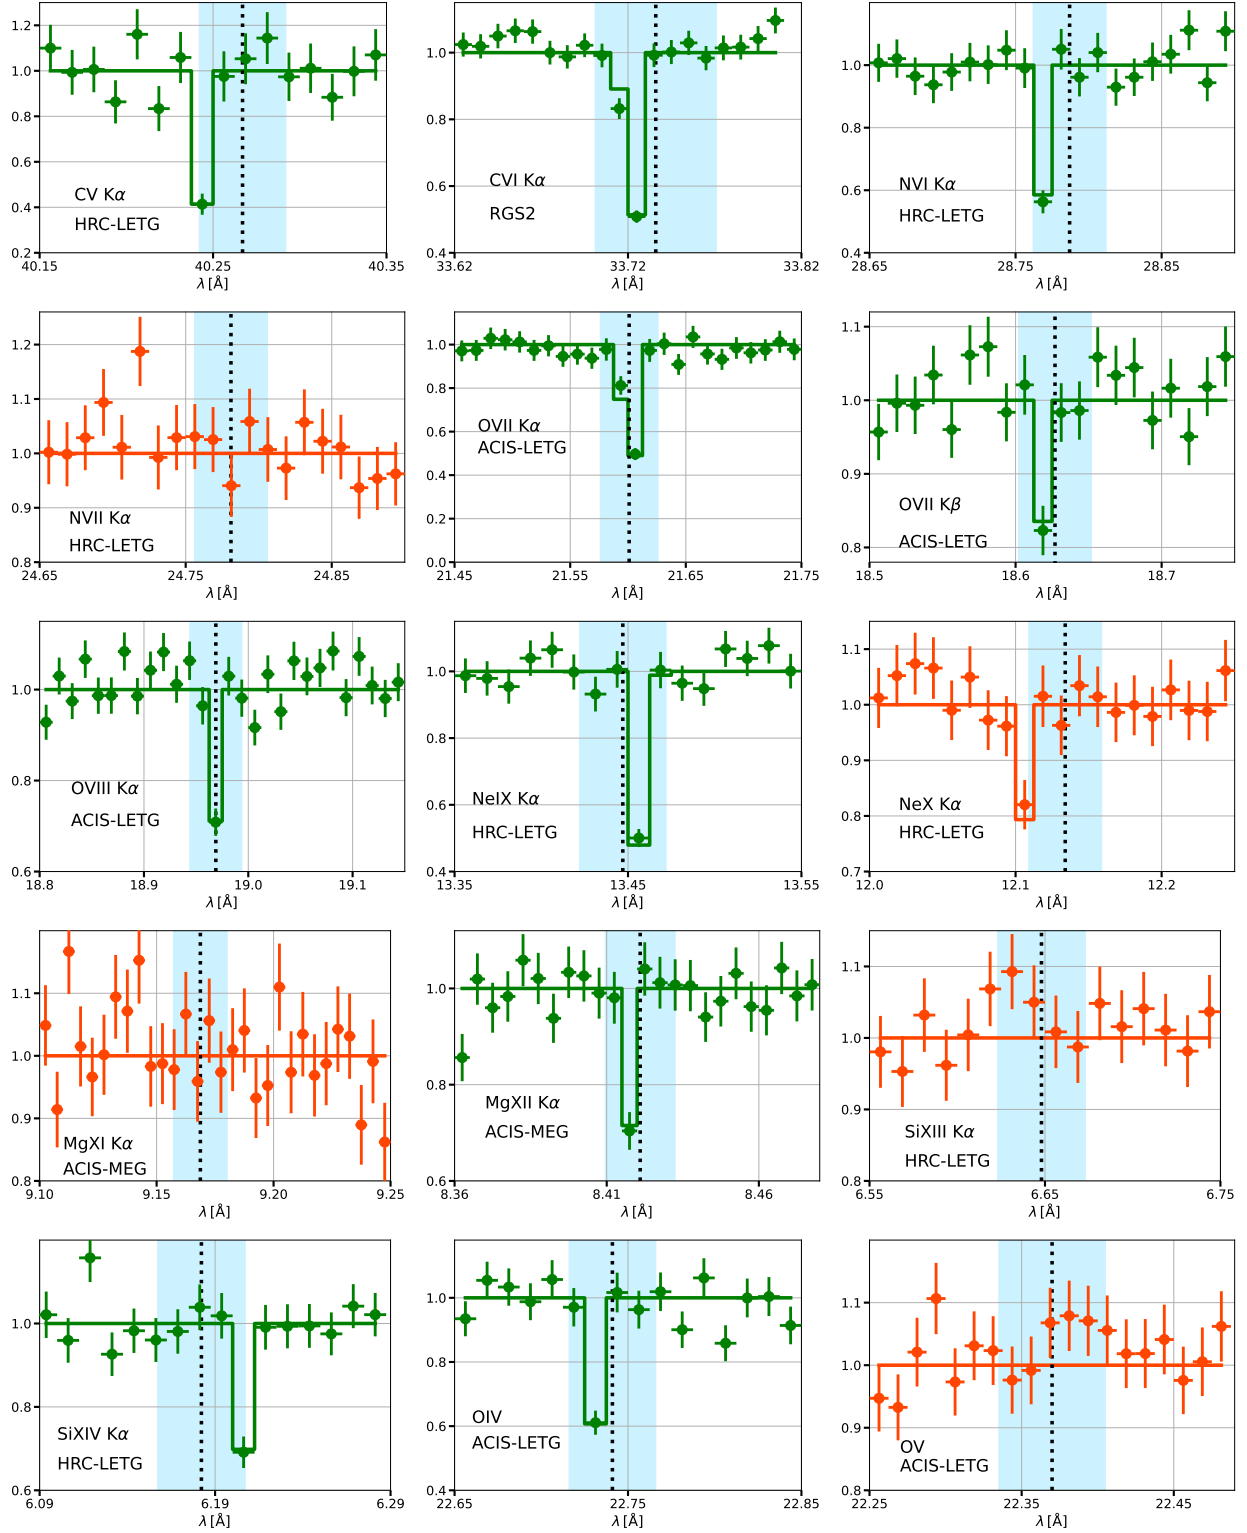 1.2
1.0
0.8
0.6
0.4
0.2
CV Kα
HRC-LETG
40.15 40.25 40.35
λ [Å]
1.0
0.8
0.6
0.4
CVI Kα
RGS2
33.62 33.72 33.82
λ [Å]
1.0
0.8
0.6
0.4
NVI Kα
HRC-LETG
28.65 28.75 28.85
λ [Å]
1.2
1.1
1.0
0.9
0.8
NVII Kα
HRC-LETG
24.65 24.75 24.85
λ [Å]
1.0
0.8
0.6
0.4
0.2
0.0
OVII Kα
ACIS-LETG
21.45 21.55 21.65 21.75
λ [Å]
1.1
1.0
0.9
0.8
OVII Kβ
ACIS-LETG
18.5 18.6 18.7
λ [Å]
1.0
0.8
0.6
OVIII Kα
ACIS-LETG
18.8 18.9 19.0 19.1
λ [Å]
1.0
0.8
0.6
0.4
NeIX Kα
HRC-LETG
13.35 13.45 13.55
λ [Å]
1.1
1.0
0.9
0.8
0.7
NeX Kα
HRC-LETG
12.0 12.1 12.2
λ [Å]
1.1
1.0
0.9
0.8
MgXI Kα
ACIS-MEG
9.10 9.15 9.20 9.25
λ [Å]
1.0
0.8
0.6
MgXII Kα
ACIS-MEG
8.36 8.41 8.46
λ [Å]
1.1
1.0
0.9
0.8
SiXIII Kα
HRC-LETG
6.55 6.65 6.75
λ [Å]
1.0
0.8
0.6
SiXIV Kα
HRC-LETG
6.09 6.19 6.29
λ [Å]
1.0
0.8
0.6
0.4
OIV
ACIS-LETG
22.65 22.75 22.85
λ [Å]
1.1
1.0
0.9
0.8
OV
ACIS-LETG
22.25 22.35 22.45
λ [Å]